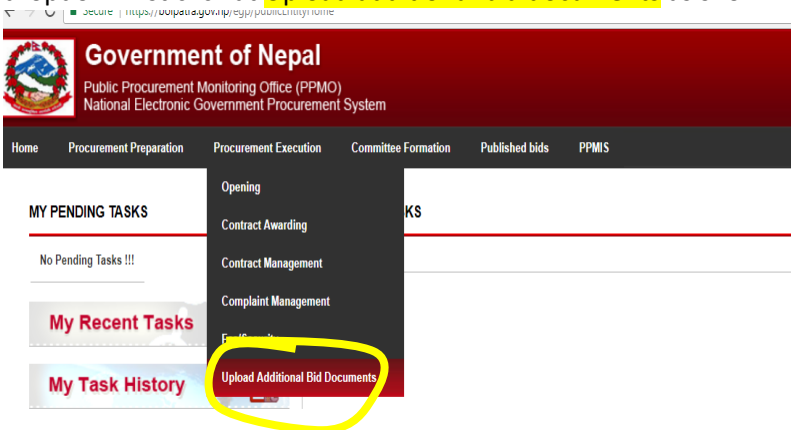 Secure | https://bolpatra.gov.np/egp/publicEntityHome
Government of Nepal
Public Procurement Monitoring Office (PPMO)
National Electronic Government Procurement System
Home Procurement Preparation Procurement Execution Committee Formation Published bids PPMIS
Opening
MY PENDING TASKS KS
Contract Awarding
No Pending Tasks !!!
Contract Management
Complaint Management
My Recent Tasks
Upload Additional Bid Documents
My Task History